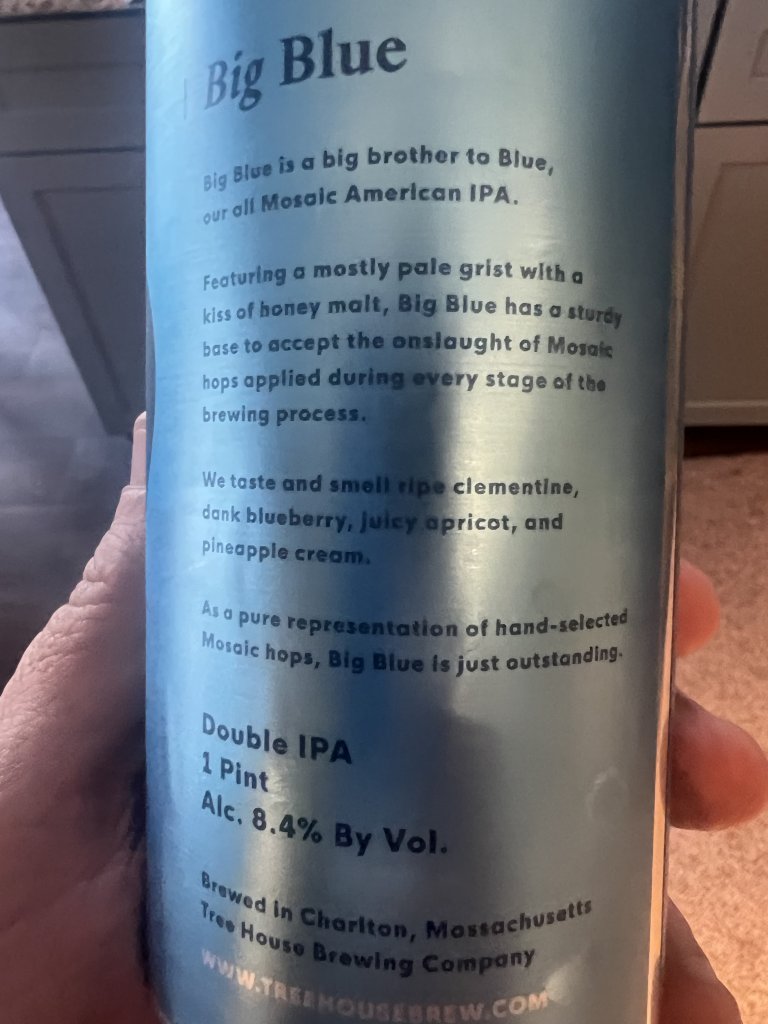 Big Blue
Big Blue is a big brother to Blue,
our all Mosaic American IPA.
Featuring a mostly pale grist with a
kiss of honey malt, Big Blue has a sturdy
base to accept the onslaught of Mosaic
hops applied during every stage of the
brewing process.
We taste and smell ripe clementine,
dank blueberry, juicy apricot, and
pineapple cream.
As a pure representation of hand-selected
Mosaic hops, Big Blue is just outstanding.
Double IPA
1 Pint
Alc. 8.4% By Vol.
Brewed in Charlton, Massachusetts
Tree House Brewing Company
WWW.TREEHOUSEBREW.COM